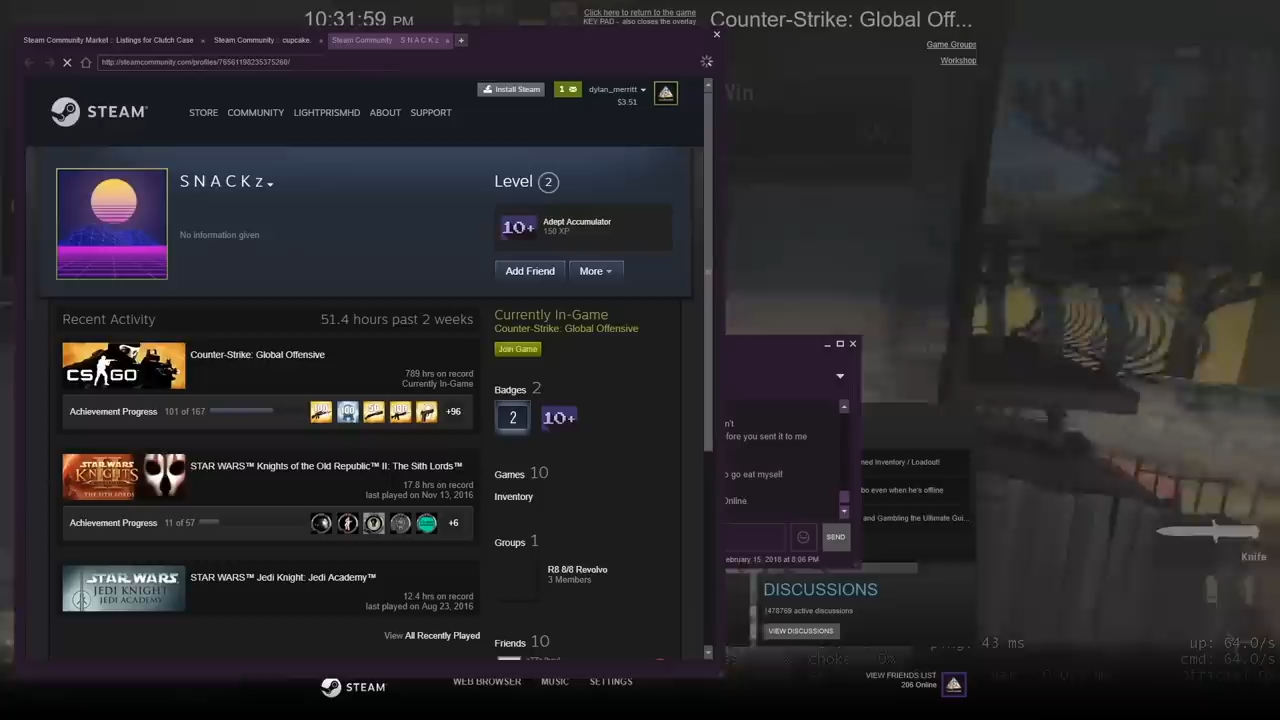 10:31:59 PM
Click here to return to the game
KEY PAD - also closes the overlay
Counter-Strike: Global Off...
Game Groups
Workshop
Steam Community Market :: Listings for Clutch Case ×
Steam Community :: cupcake. ×
Steam Community :: S N A C K z ×
+
http://steamcommunity.com/profiles/76561198235375260/
Install Steam
1
dylan_merritt
$3.51
STEAM®
STORE COMMUNITY LIGHTPRISMHD ABOUT SUPPORT
S N A C K z
No information given
Level 2
10+
Adept Accumulator
150 XP
Add Friend
More
Recent Activity 51.4 hours past 2 weeks
CS:GO
Counter-Strike: Global Offensive
789 hrs on record
Currently In-Game
Achievement Progress 101 of 167
+96
STAR WARS™ Knights of the Old Republic™ II: The Sith Lords™
17.8 hrs on record
last played on Nov 13, 2016
Achievement Progress 11 of 57
+6
STAR WARS
JEDI KNIGHT
JEDI ACADEMY
STAR WARS™ Jedi Knight: Jedi Academy™
12.4 hrs on record
last played on Aug 23, 2016
View All Recently Played
Currently In-Game
Counter-Strike: Global Offensive
Join Game
Badges 2
2
10+
Games 10
Inventory
Groups 1
R8 8/8 Revolvo
3 Members
Friends 10
Win
n't
fore you sent it to me
o go eat myself
Online
SEND
ebruary 15, 2018 at 8:06 PM
ned Inventory / Loadout!
bo even when he's offline
and Gambling the Ultimate Gui...
DISCUSSIONS
478769 active discussions
VIEW DISCUSSIONS
Knife
43 ms
choke 0%
up: 64.0/s
cmd: 64.0/s
STEAM
WEB BROWSER MUSIC SETTINGS
VIEW FRIENDS LIST
206 Online